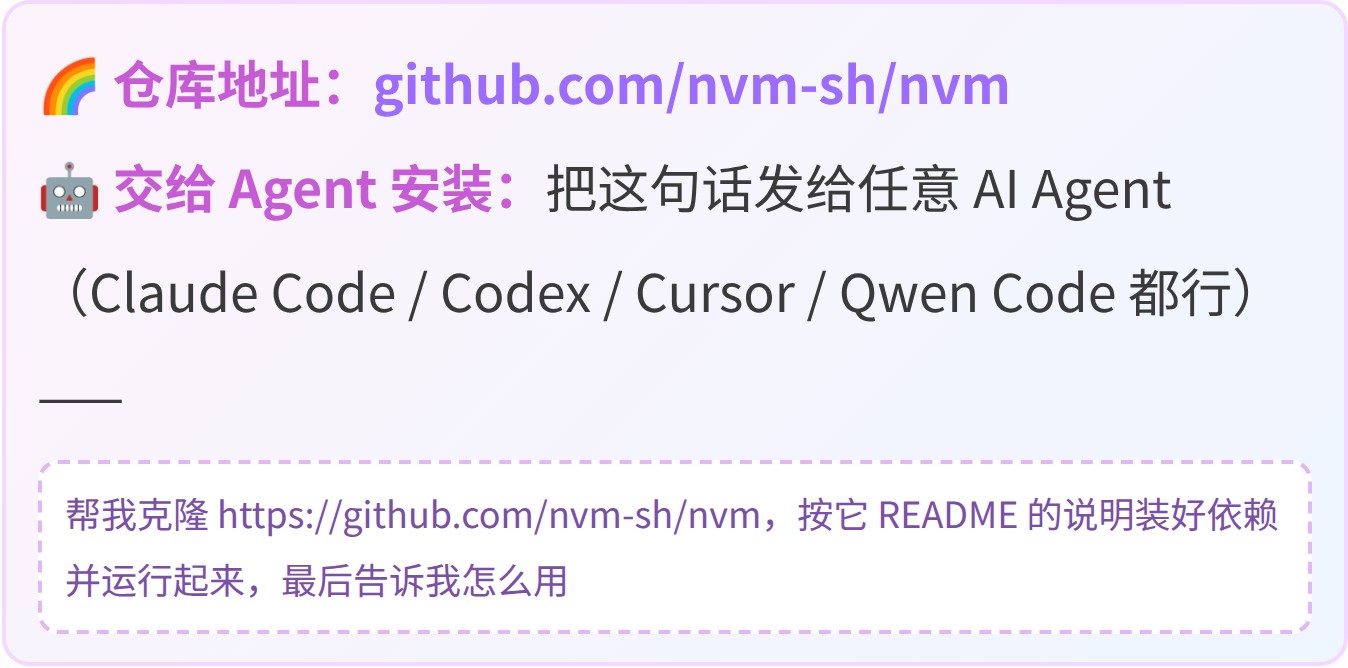 🌈 仓库地址：github.com/nvm-sh/nvm
🤖 交给 Agent 安装：把这句话发给任意 AI Agent
（Claude Code / Codex / Cursor / Qwen Code 都行）
——
帮我克隆 https://github.com/nvm-sh/nvm，按它 README 的说明装好依赖
并运行起来，最后告诉我怎么用